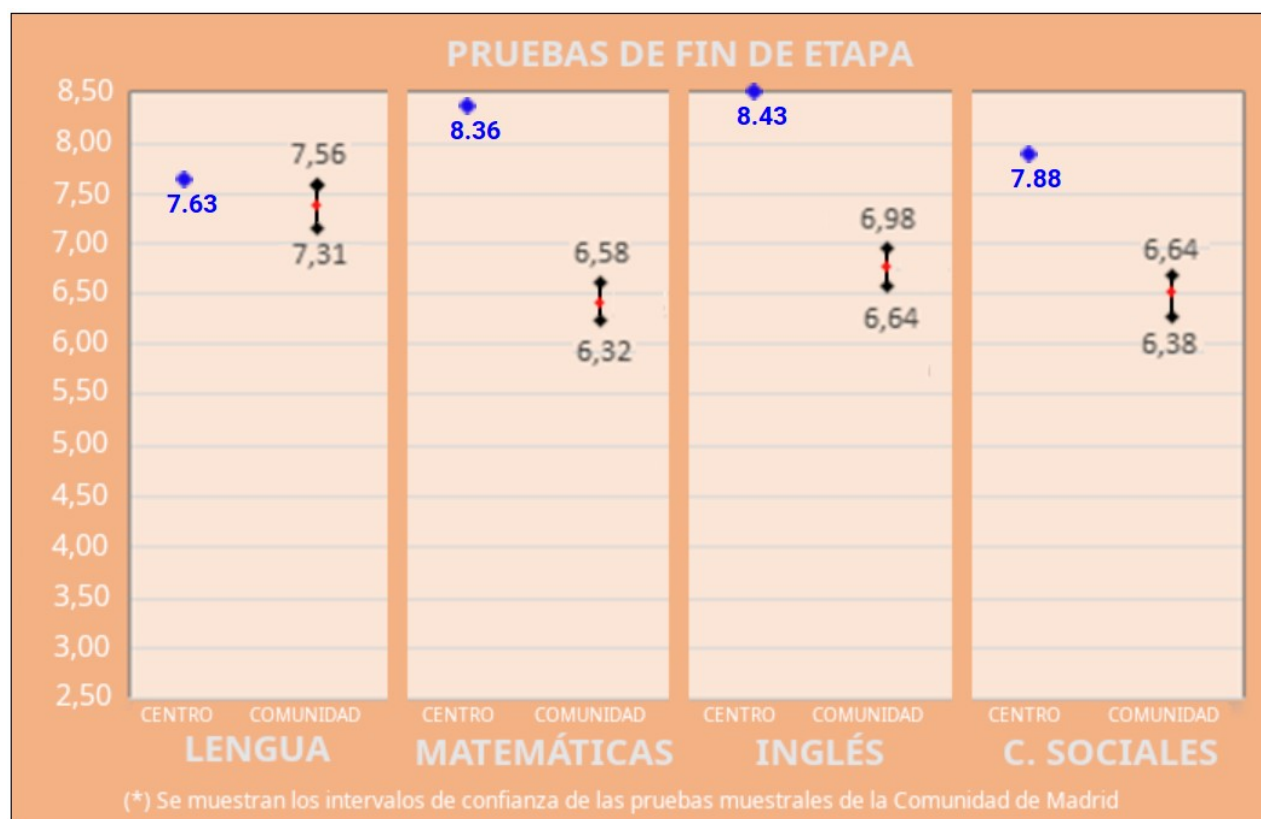 PRUEBAS DE FIN DE ETAPA
8,50
8,00
7,50
7,00
6,50
6,00
5,50
5,00
4,50
4,00
3,50
3,00
2,50
7.63
7,56
7,31
CENTRO COMUNIDAD
LENGUA
8.36
6,58
6,32
CENTRO COMUNIDAD
MATEMÁTICAS
8.43
6,98
6,64
CENTRO COMUNIDAD
INGLÉS
7.88
6,64
6,38
CENTRO COMUNIDAD
C. SOCIALES
(*) Se muestran los intervalos de confianza de las pruebas muestrales de la Comunidad de Madrid